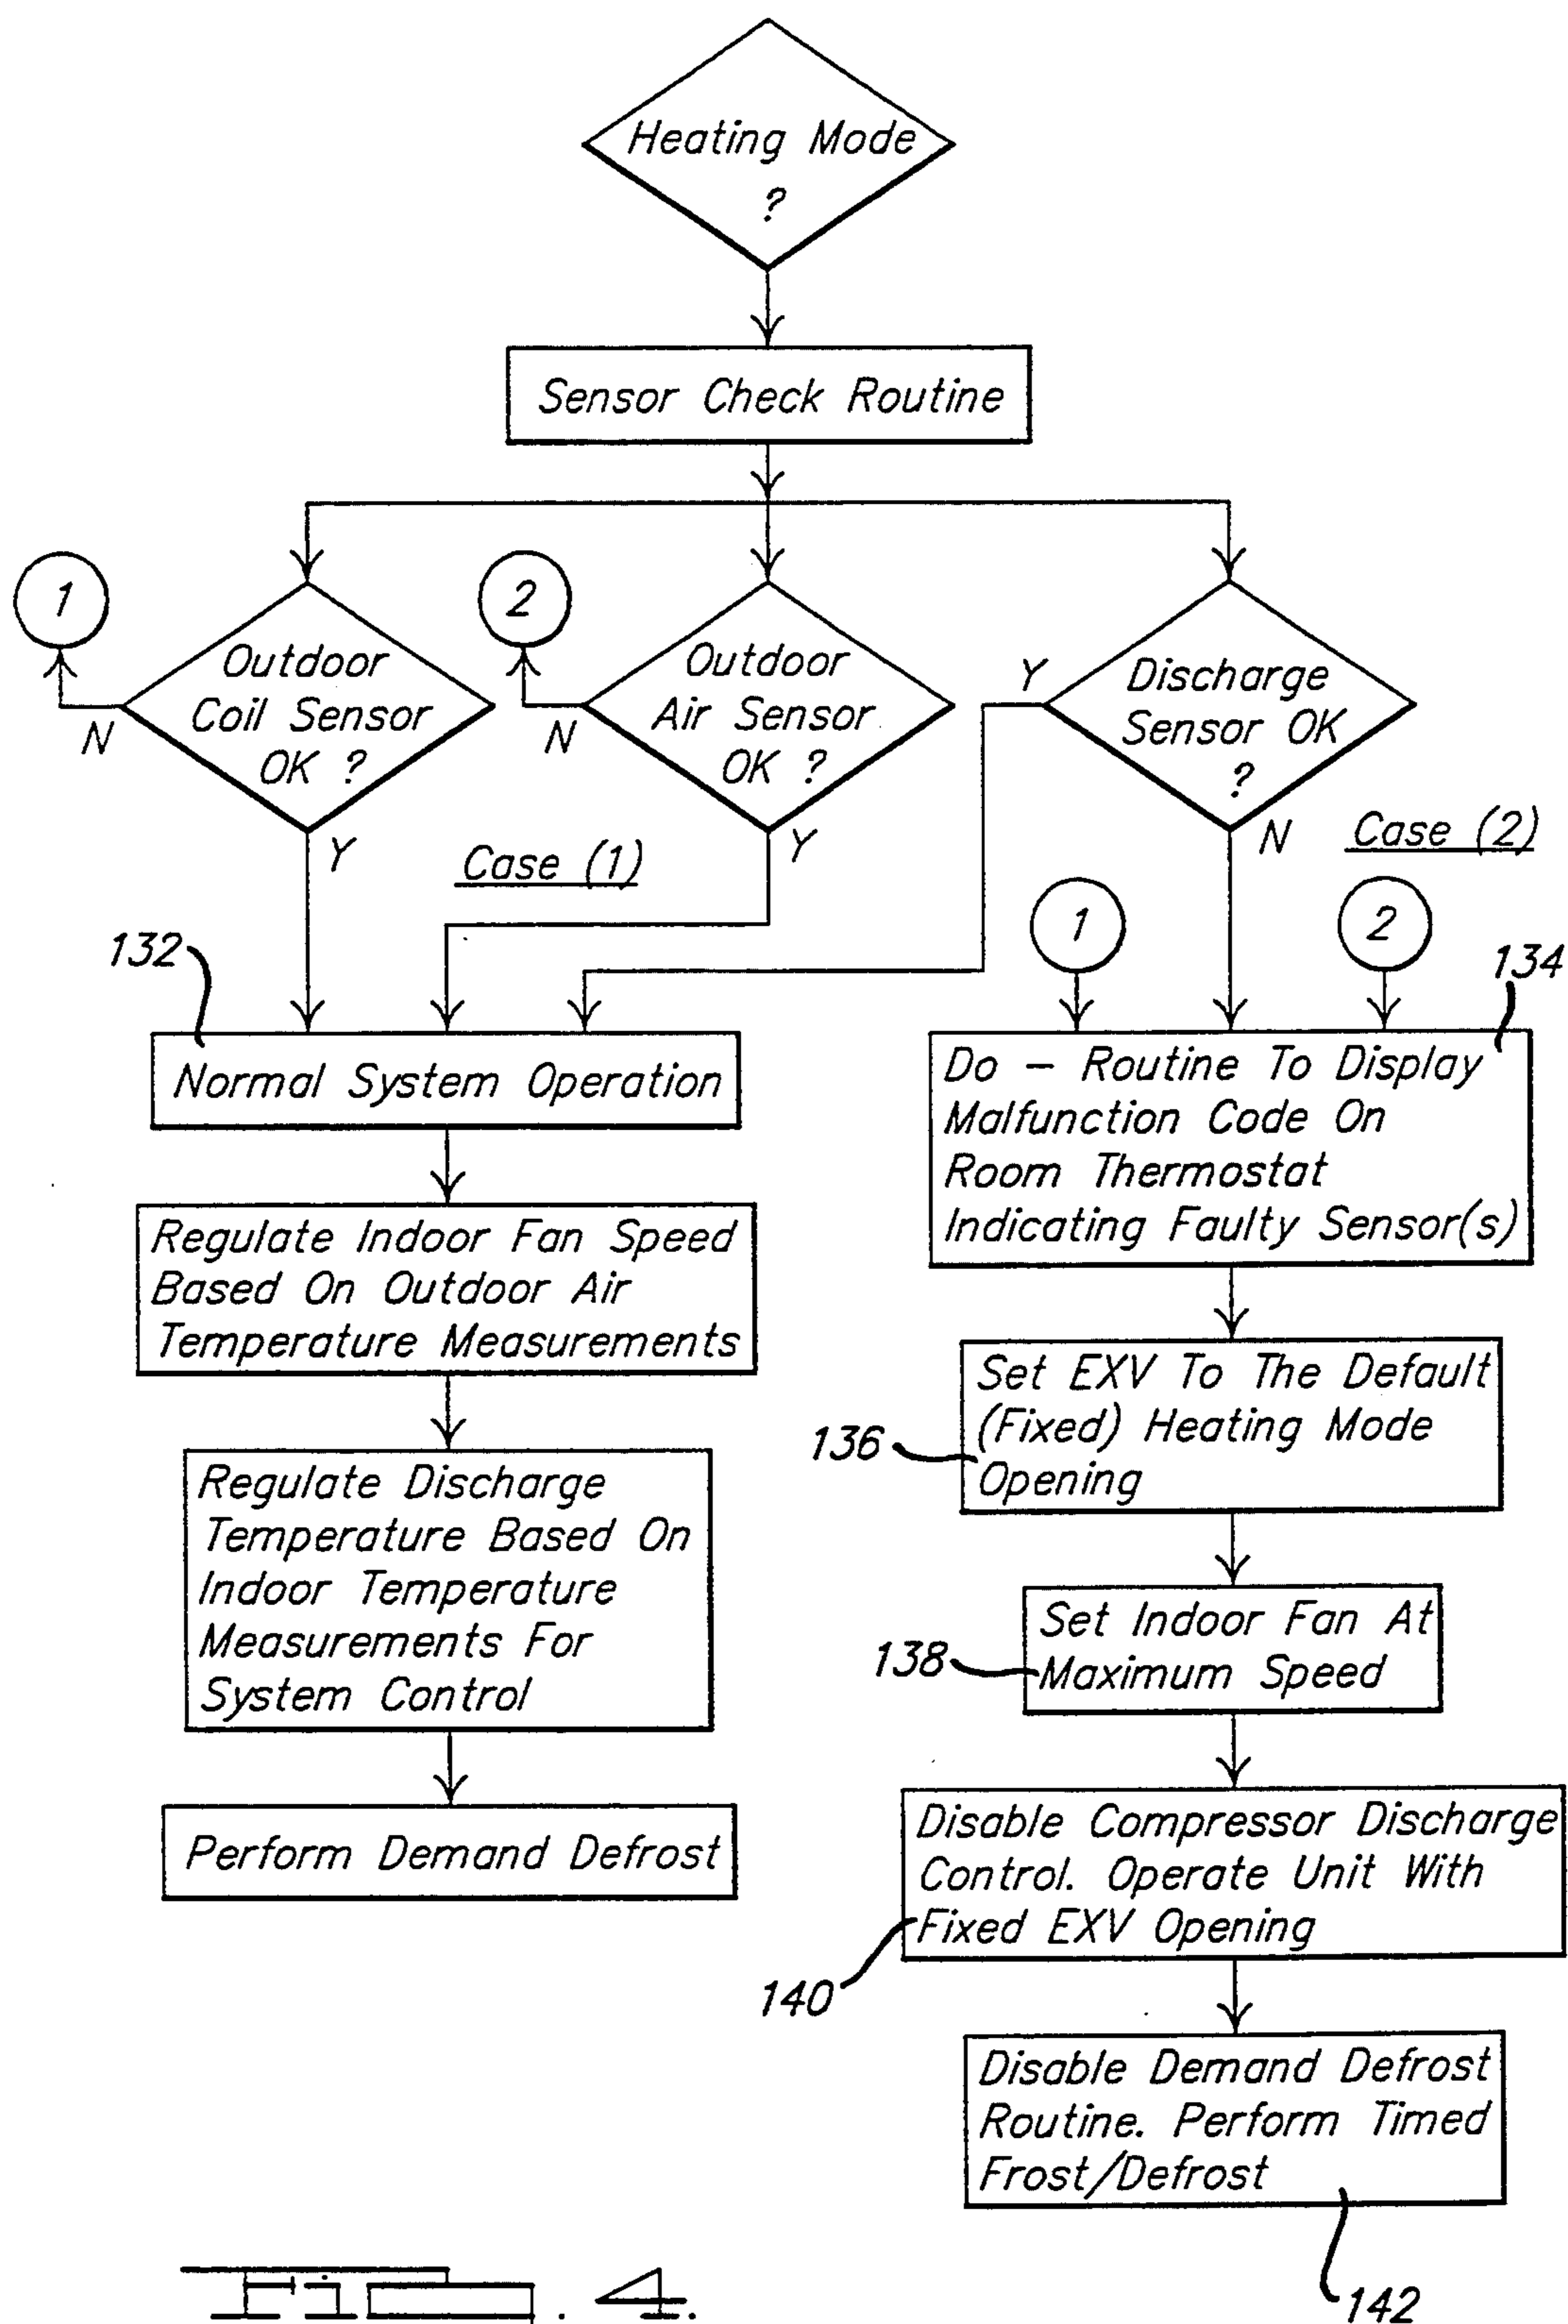 Heating Mode
?
Sensor Check Routine
1
2
Outdoor
Coil Sensor
OK ?
N
Y
Outdoor
Air Sensor
OK ?
N
Y
Discharge
Sensor OK
?
Y
N
Case (1)
Case (2)
1
2
132
134
Normal System Operation
Regulate Indoor Fan Speed
Based On Outdoor Air
Temperature Measurements
Regulate Discharge
Temperature Based On
Indoor Temperature
Measurements For
System Control
Perform Demand Defrost
Do - Routine To Display
Malfunction Code On
Room Thermostat
Indicating Faulty Sensor(s)
Set EXV To The Default
(Fixed) Heating Mode
Opening
136
Set Indoor Fan At
Maximum Speed
138
Disable Compressor Discharge
Control. Operate Unit With
Fixed EXV Opening
140
Disable Demand Defrost
Routine. Perform Timed
Frost/Defrost
142
Fig. 4.